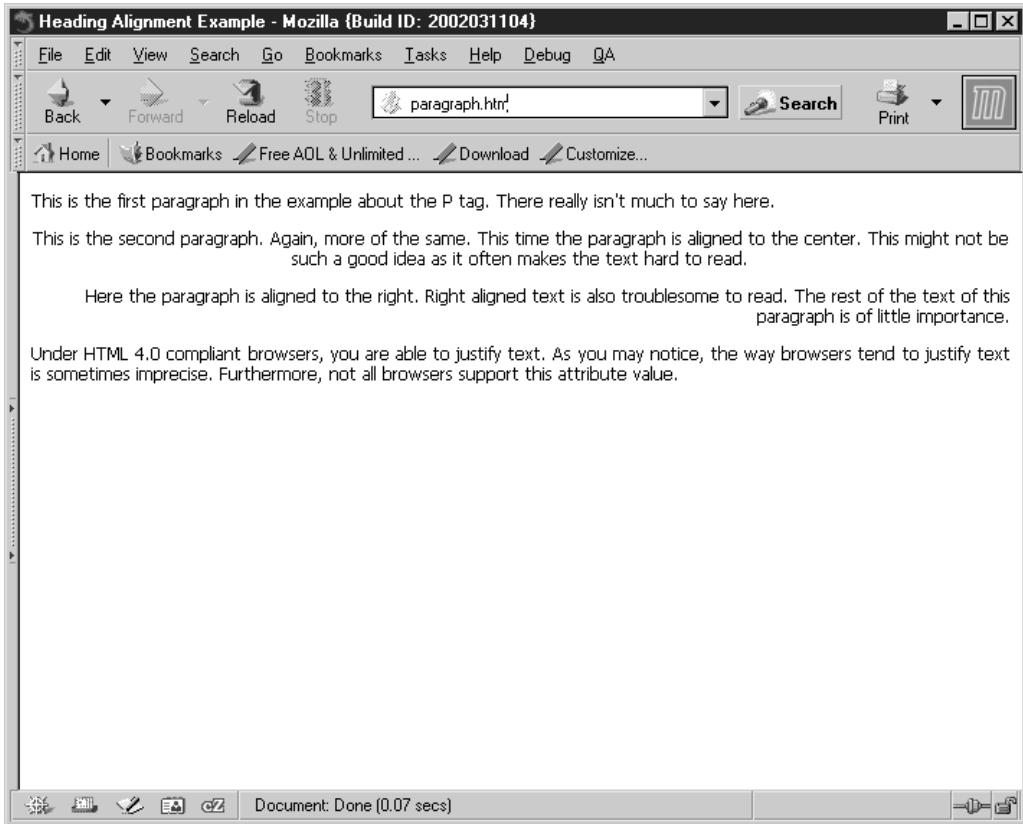 Heading Alignment Example - Mozilla {Build ID: 2002031104}
File Edit View Search Go Bookmarks Tasks Help Debug QA
Back Forward Reload Stop paragraph.htm Search Print
Home Bookmarks Free AOL & Unlimited ... Download Customize...
This is the first paragraph in the example about the P tag. There really isn't much to say here.
This is the second paragraph. Again, more of the same. This time the paragraph is aligned to the center. This might not be
such a good idea as it often makes the text hard to read.
Here the paragraph is aligned to the right. Right aligned text is also troublesome to read. The rest of the text of this
paragraph is of little importance.
Under HTML 4.0 compliant browsers, you are able to justify text. As you may notice, the way browsers tend to justify text
is sometimes imprecise. Furthermore, not all browsers support this attribute value.
Document: Done (0.07 secs)